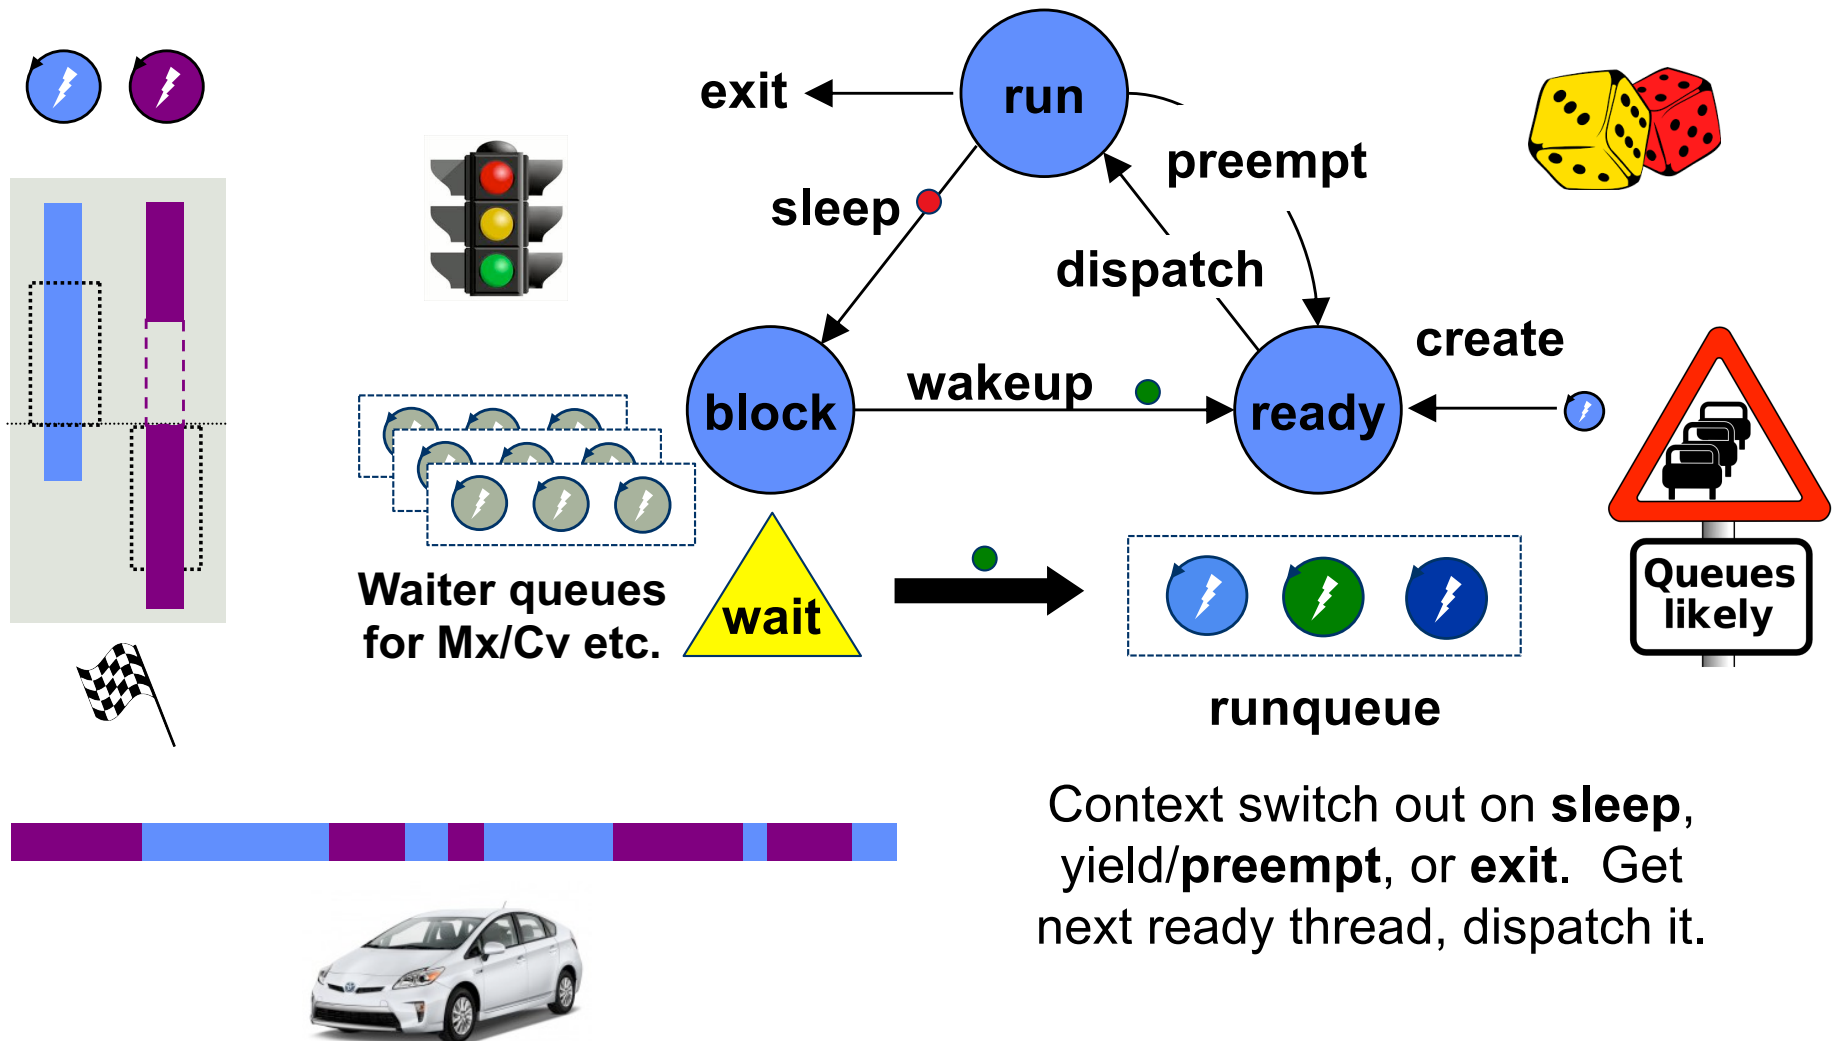 run
exit
preempt
sleep
dispatch
create
wakeup
block
ready
Waiter queues
for Mx/Cv etc.
wait
Queues
likely
runqueue
Context switch out on sleep,
yield/preempt, or exit.  Get
next ready thread, dispatch it.